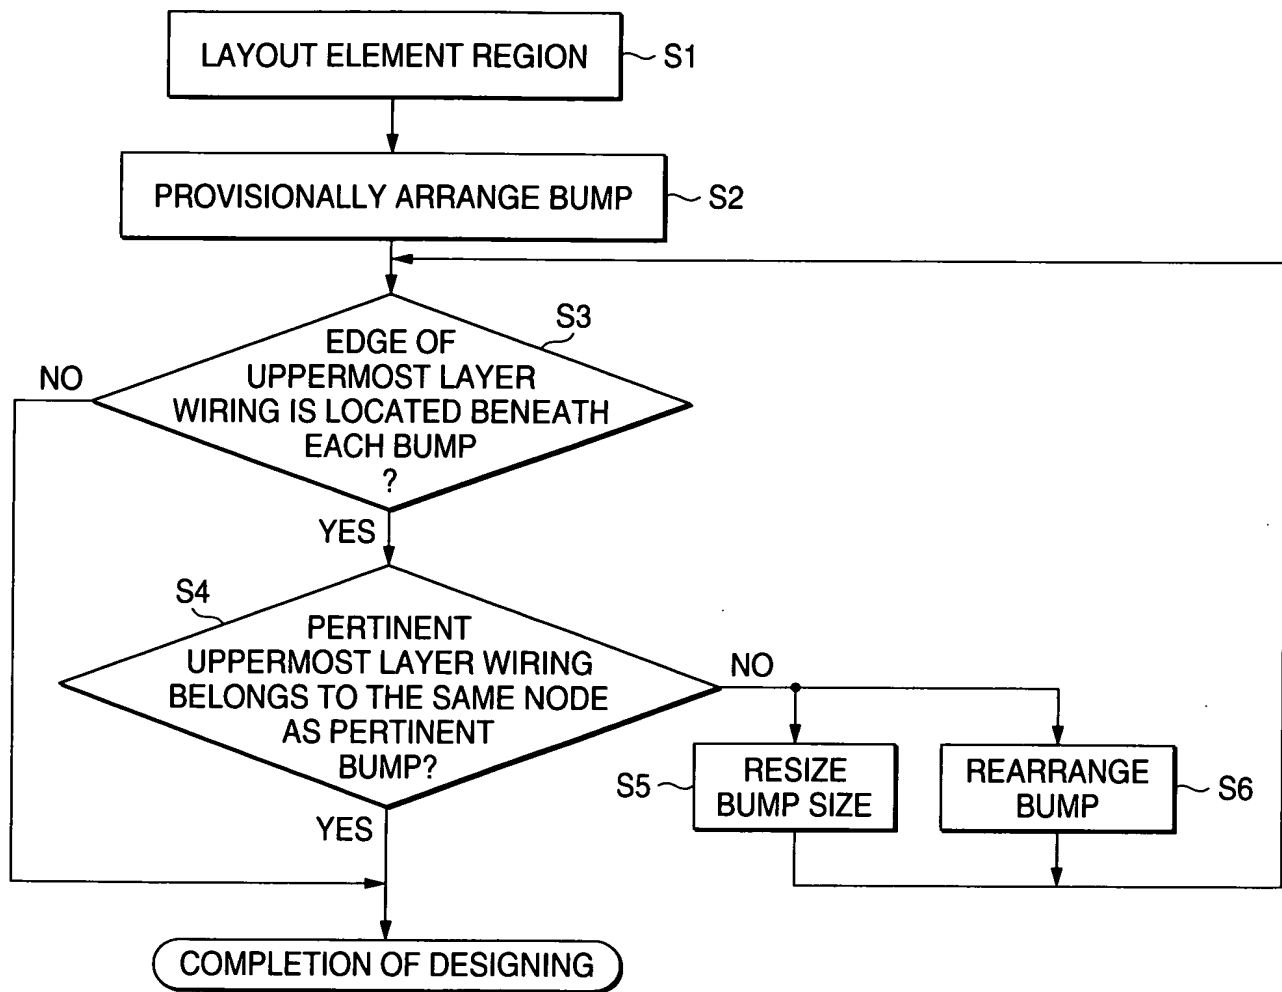 LAYOUT ELEMENT REGION
S1
PROVISIONALLY ARRANGE BUMP
S2
S3
EDGE OF
UPPERMOST LAYER
WIRING IS LOCATED BENEATH
EACH BUMP
?
NO
YES
S4
PERTINENT
UPPERMOST LAYER WIRING
BELONGS TO THE SAME NODE
AS PERTINENT
BUMP?
NO
YES
S5
RESIZE
BUMP SIZE
REARRANGE
BUMP
S6
COMPLETION OF DESIGNING